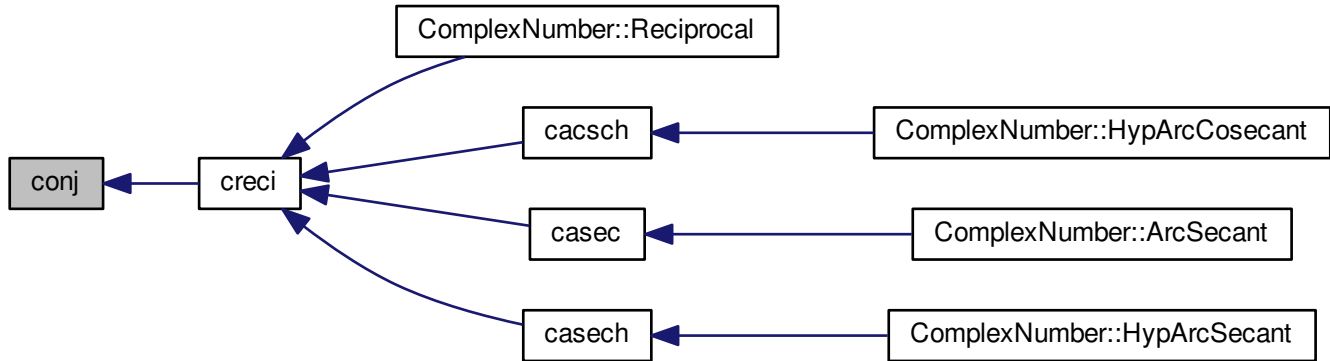 ComplexNumber::Reciprocal
cacsch
ComplexNumber::HypArcCosecant
conj
creci
casec
ComplexNumber::ArcSecant
casech
ComplexNumber::HypArcSecant